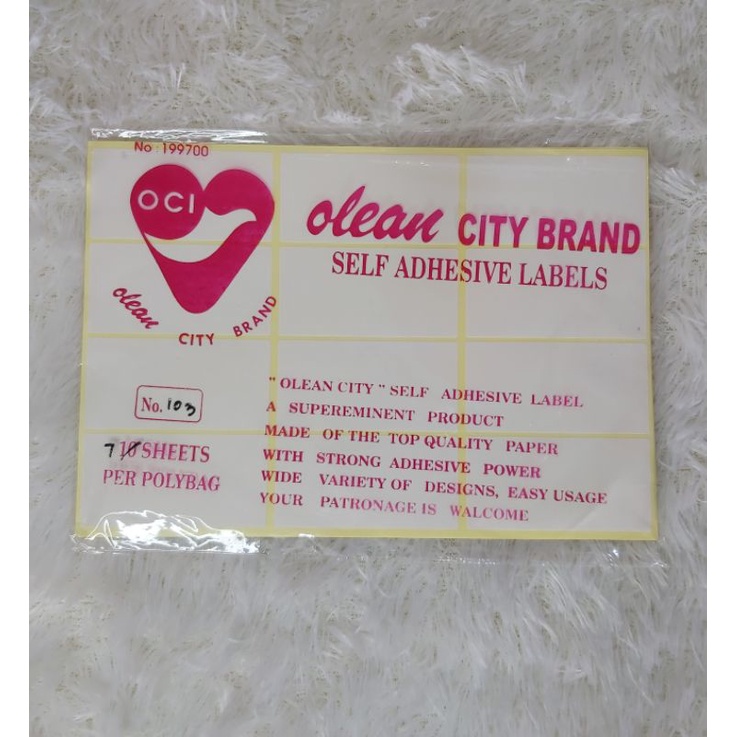 No : 199700
OCI
olean CITY BRAND
olean CITY BRAND
SELF ADHESIVE LABELS
" OLEAN CITY " SELF ADHESIVE LABEL
A SUPEREMINENT PRODUCT
MADE OF THE TOP QUALITY PAPER
WITH STRONG ADHESIVE POWER
WIDE VARIETY OF DESIGNS, EASY USAGE
YOUR PATRONAGE IS WALCOME
No. 103
7 10 SHEETS
PER POLYBAG